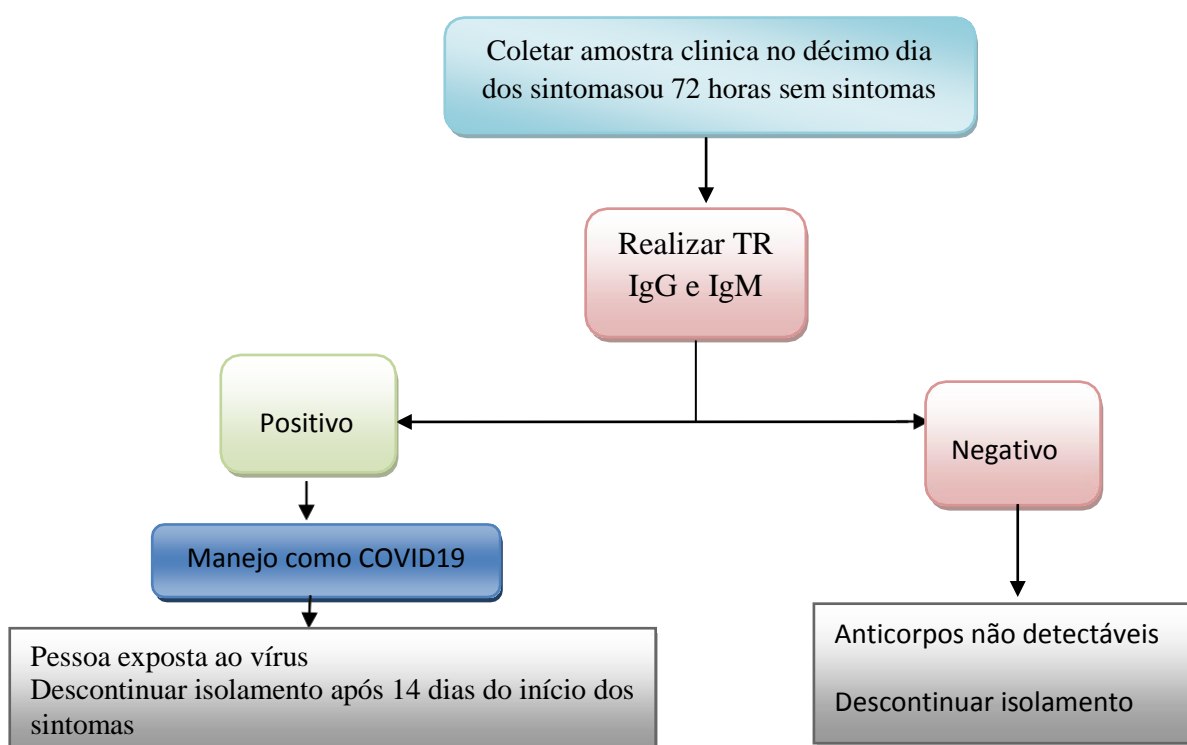 Coletar amostra clinica no décimo dia
dos sintomasou 72 horas sem sintomas
Realizar TR
IgG e IgM
Positivo
Negativo
Manejo como COVID19
Pessoa exposta ao vírus
Descontinuar isolamento após 14 dias do início dos
sintomas
Anticorpos não detectáveis
Descontinuar isolamento